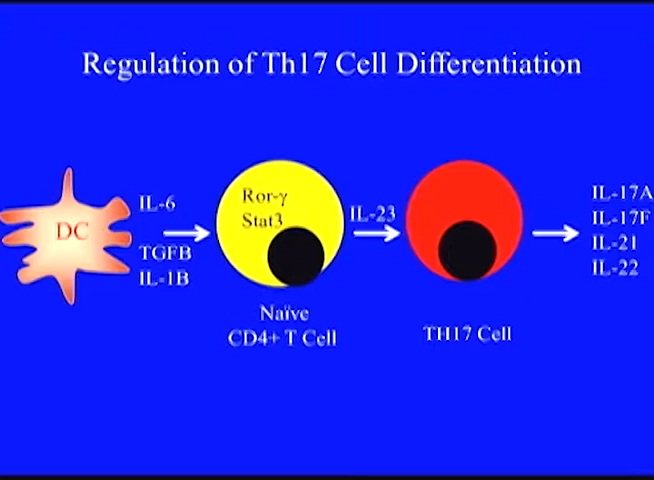 Regulation of Th17 Cell Differentiation
DC
IL-6
TGFB
IL-1B
Ror-γ
Stat3
Naïve
CD4+ T Cell
IL-23
TH17 Cell
IL-17A
IL-17F
IL-21
IL-22